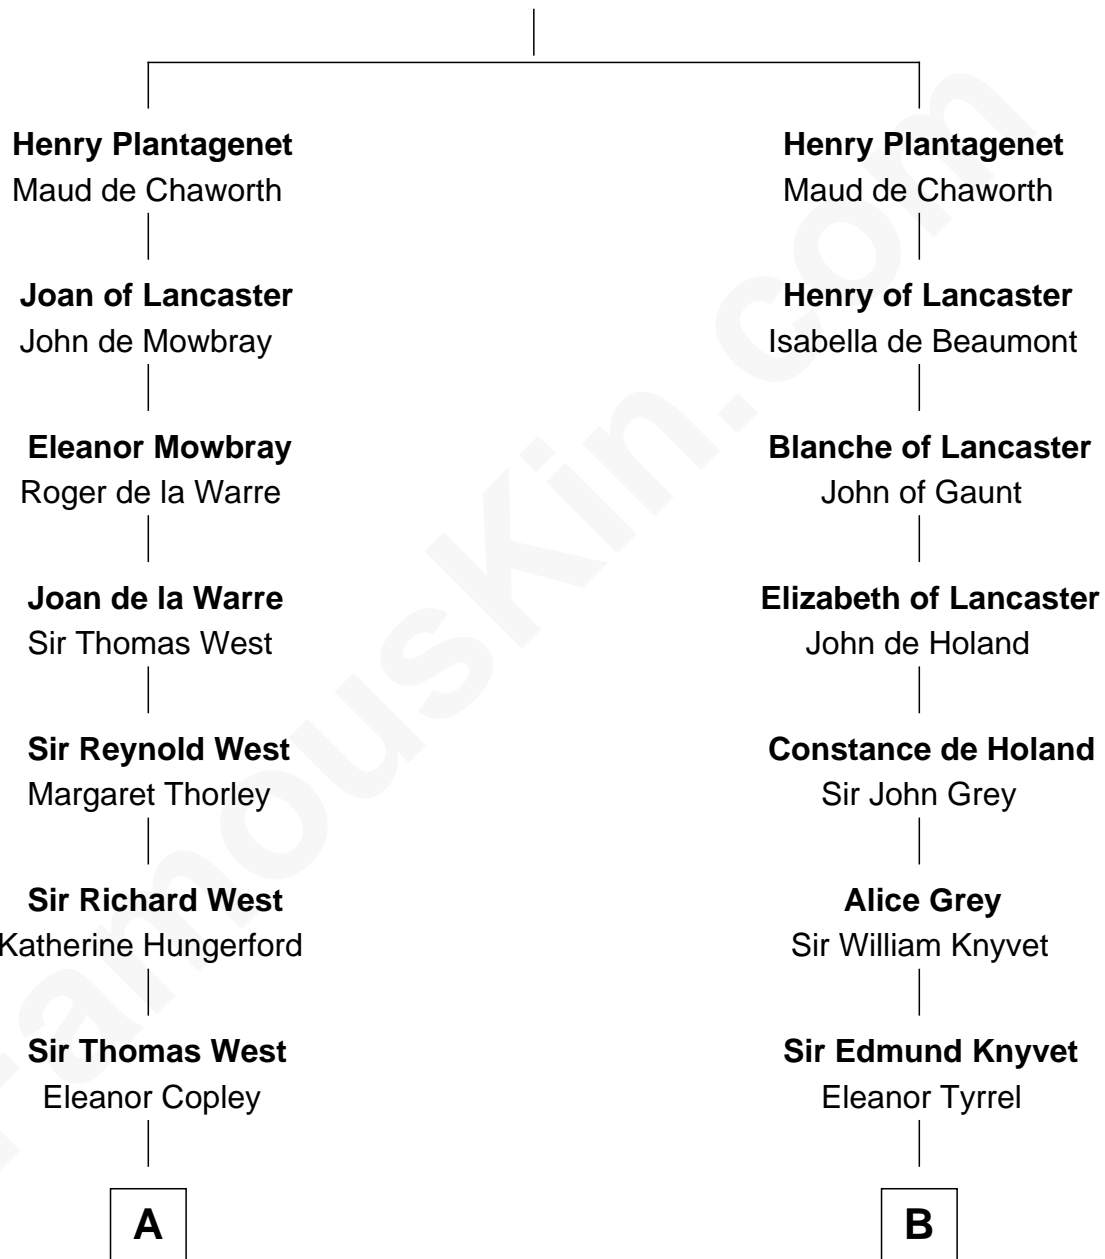 Henry Plantagenet
Maud de Chaworth
Joan of Lancaster
John de Mowbray
Eleanor Mowbray
Roger de la Warre
Joan de la Warre
Sir Thomas West
Sir Reynold West
Margaret Thorley
Sir Richard West
Katherine Hungerford
Sir Thomas West
Eleanor Copley
A
Henry Plantagenet
Maud de Chaworth
Henry of Lancaster
Isabella de Beaumont
Blanche of Lancaster
John of Gaunt
Elizabeth of Lancaster
John de Holand
Constance de Holand
Sir John Grey
Alice Grey
Sir William Knyvet
Sir Edmund Knyvet
Eleanor Tyrrel
B
FamousKin.com